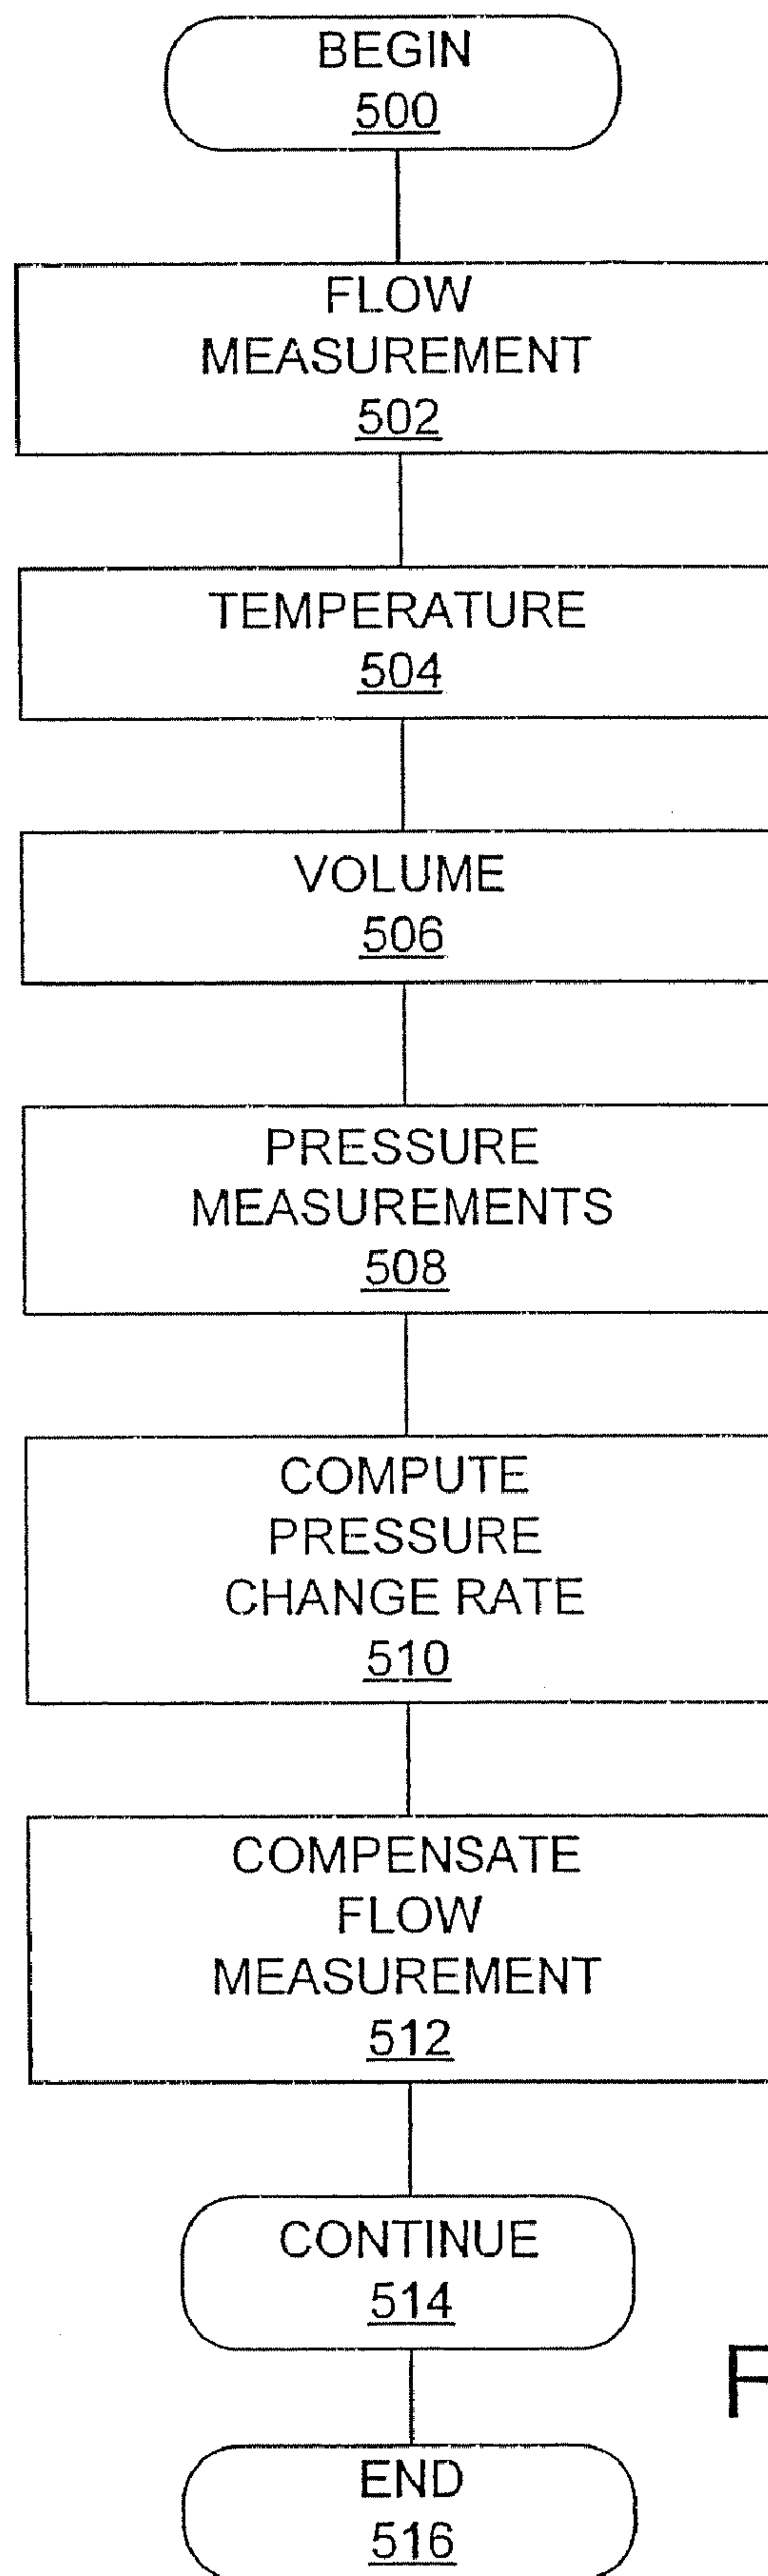 BEGIN
500
FLOW
MEASUREMENT
502
TEMPERATURE
504
VOLUME
506
PRESSURE
MEASUREMENTS
508
COMPUTE
PRESSURE
CHANGE RATE
510
COMPENSATE
FLOW
MEASUREMENT
512
CONTINUE
514
END
516